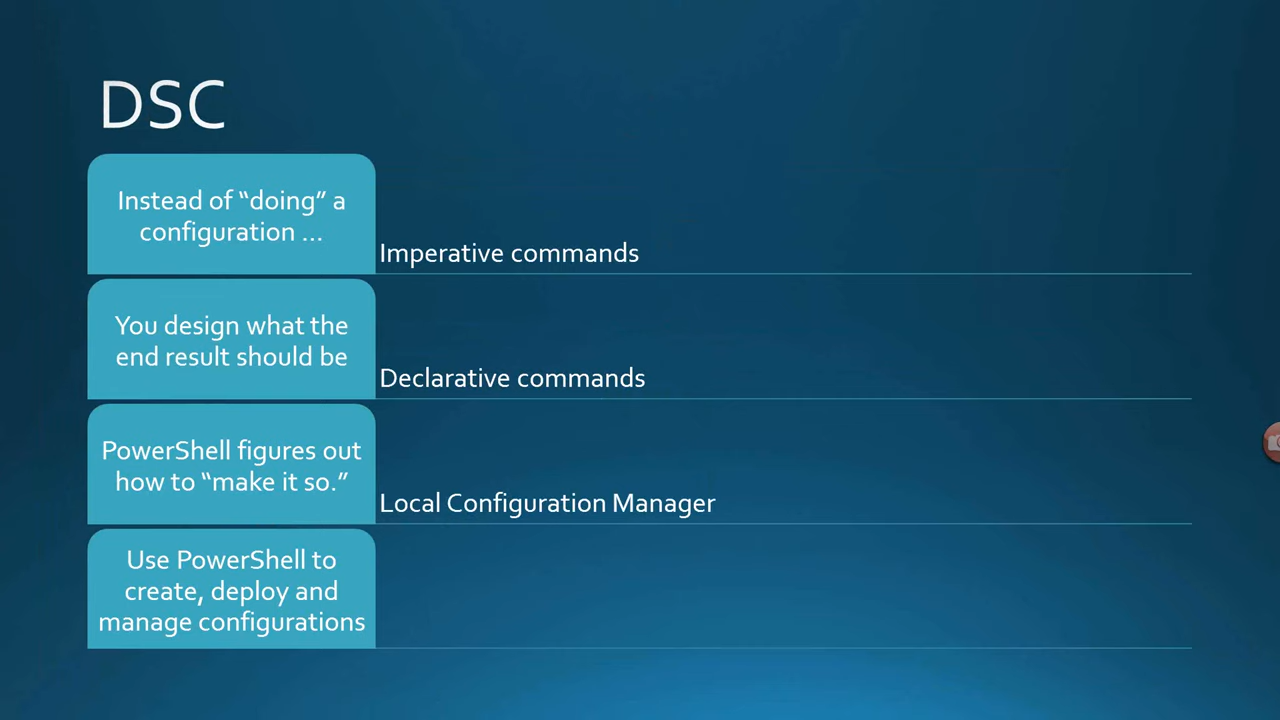 DSC
Instead of “doing” a
configuration ...
Imperative commands
You design what the
end result should be
Declarative commands
PowerShell figures out
how to “make it so.”
Local Configuration Manager
Use PowerShell to
create, deploy and
manage configurations